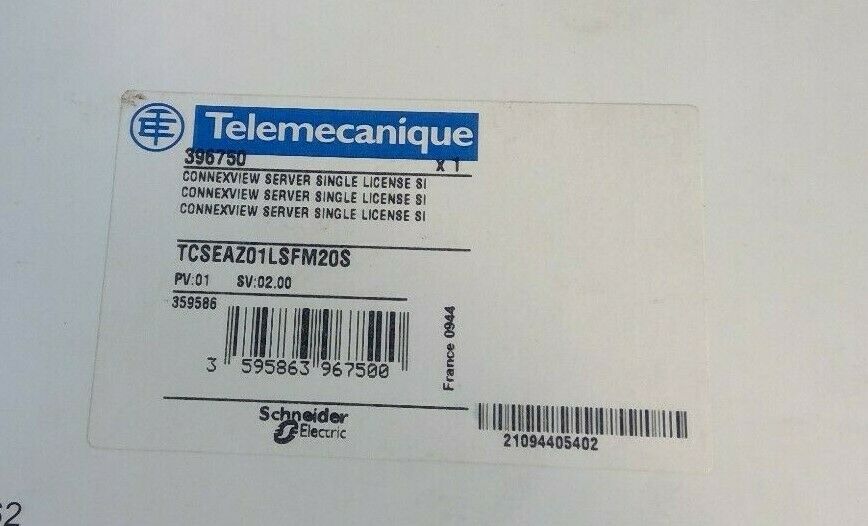 Telemecanique
396750 x 1
CONNEXVIEW SERVER SINGLE LICENSE SI
CONNEXVIEW SERVER SINGLE LICENSE SI
CONNEXVIEW SERVER SINGLE LICENSE SI
TCSEAZ01LSFM20S
PV:01 SV:02.00
359586
3 595863 967500
France 0944
Schneider
Electric
21094405402
62